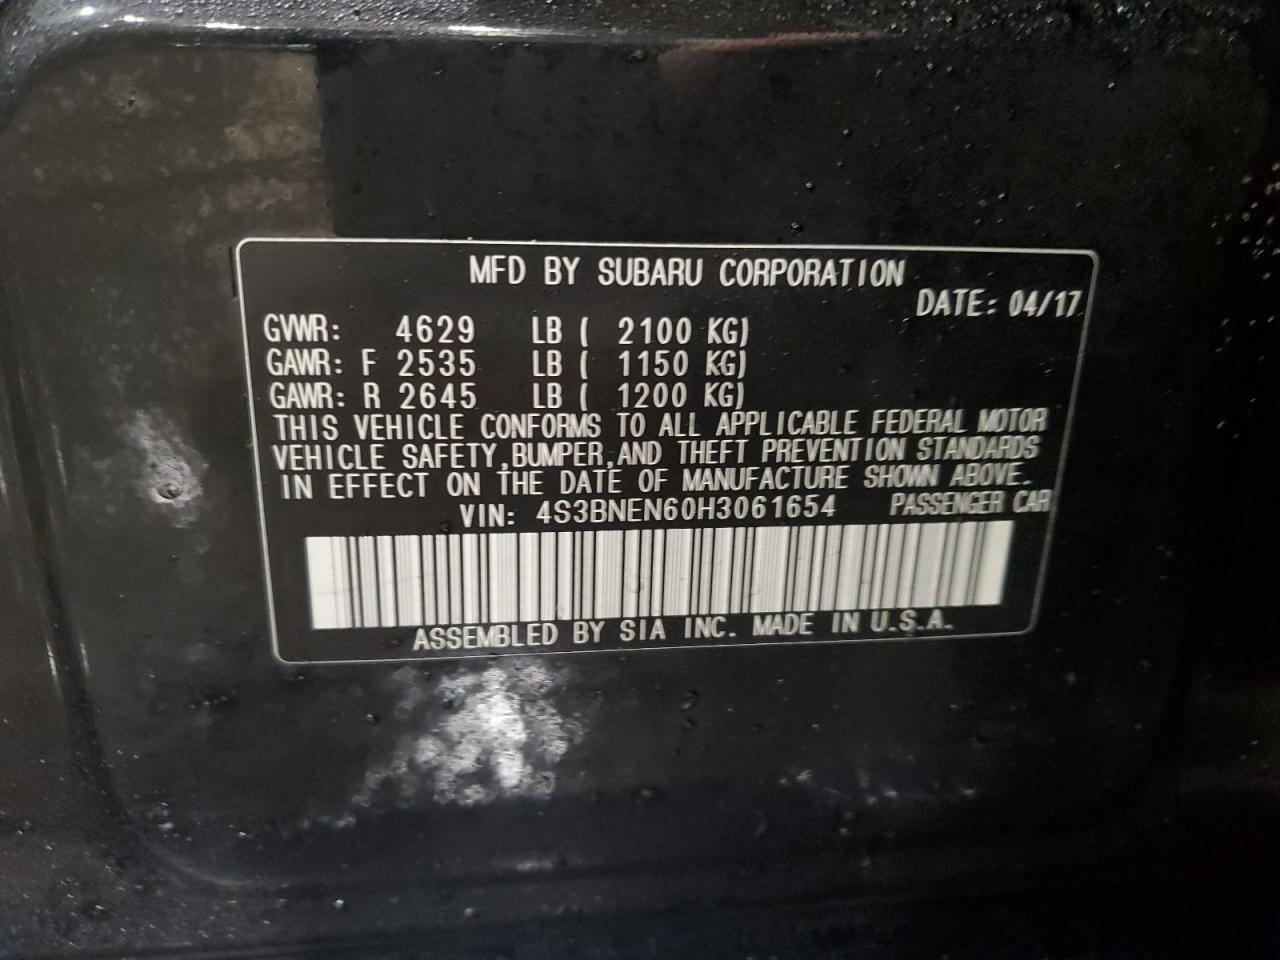 MFD BY SUBARU CORPORATION
DATE: 04/17
GVWR: 4629 LB ( 2100 KG)
GAWR: F 2535 LB ( 1150 KG)
GAWR: R 2645 LB ( 1200 KG)
THIS VEHICLE CONFORMS TO ALL APPLICABLE FEDERAL MOTOR
VEHICLE SAFETY,BUMPER,AND THEFT PREVENTION STANDARDS
IN EFFECT ON THE DATE OF MANUFACTURE SHOWN ABOVE.
VIN: 4S3BNEN60H3061654 PASSENGER CAR
ASSEMBLED BY SIA INC. MADE IN U.S.A.